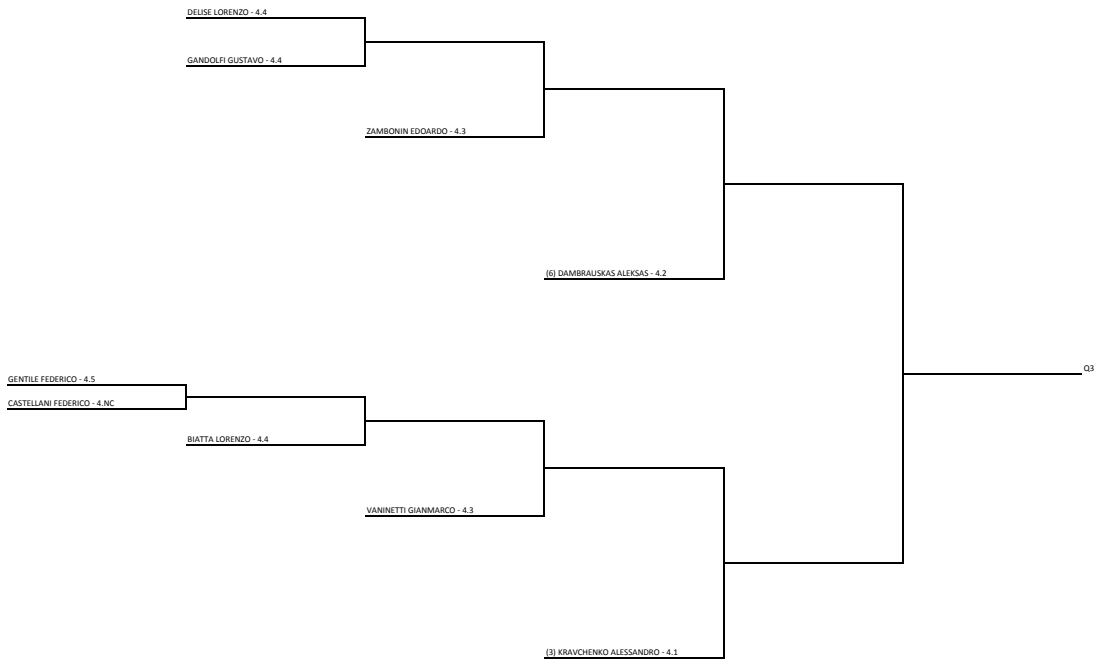 DELISE LORENZO - 4.4
GANDOLFI GUSTAVO - 4.4
ZAMBONIN EDOARDO - 4.3
(6) DAMBRAUSKAS ALEKSAS - 4.2
Q3
GENTILE FEDERICO - 4.5
CASTELLANI FEDERICO - 4.NC
BIATTA LORENZO - 4.4
VANINETTI GIANMARCO - 4.3
(3) KRAVCHENKO ALESSANDRO - 4.1